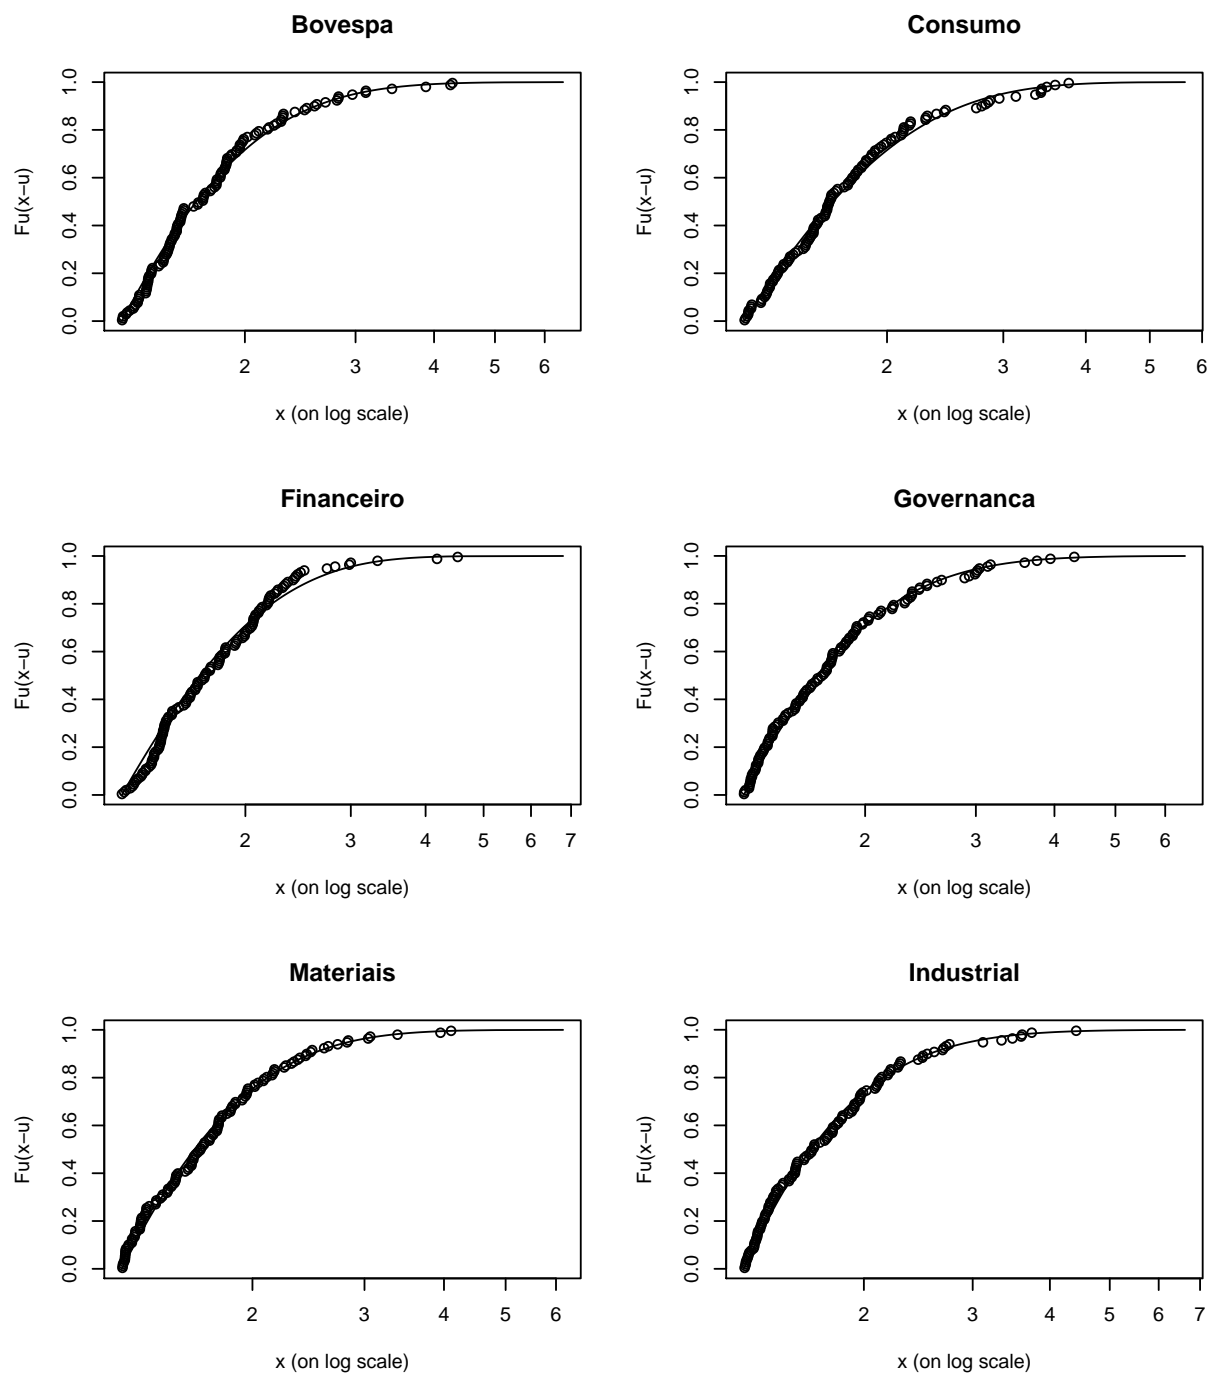 Bovespa
Fu(x−u)
0.0 0.2 0.4 0.6 0.8 1.0
2 3 4 5 6
x (on log scale)
Consumo
Fu(x−u)
0.0 0.2 0.4 0.6 0.8 1.0
2 3 4 5 6
x (on log scale)
Financeiro
Fu(x−u)
0.0 0.2 0.4 0.6 0.8 1.0
2 3 4 5 6 7
x (on log scale)
Governanca
Fu(x−u)
0.0 0.2 0.4 0.6 0.8 1.0
2 3 4 5 6
x (on log scale)
Materiais
Fu(x−u)
0.0 0.2 0.4 0.6 0.8 1.0
2 3 4 5 6
x (on log scale)
Industrial
Fu(x−u)
0.0 0.2 0.4 0.6 0.8 1.0
2 3 4 5 6 7
x (on log scale)